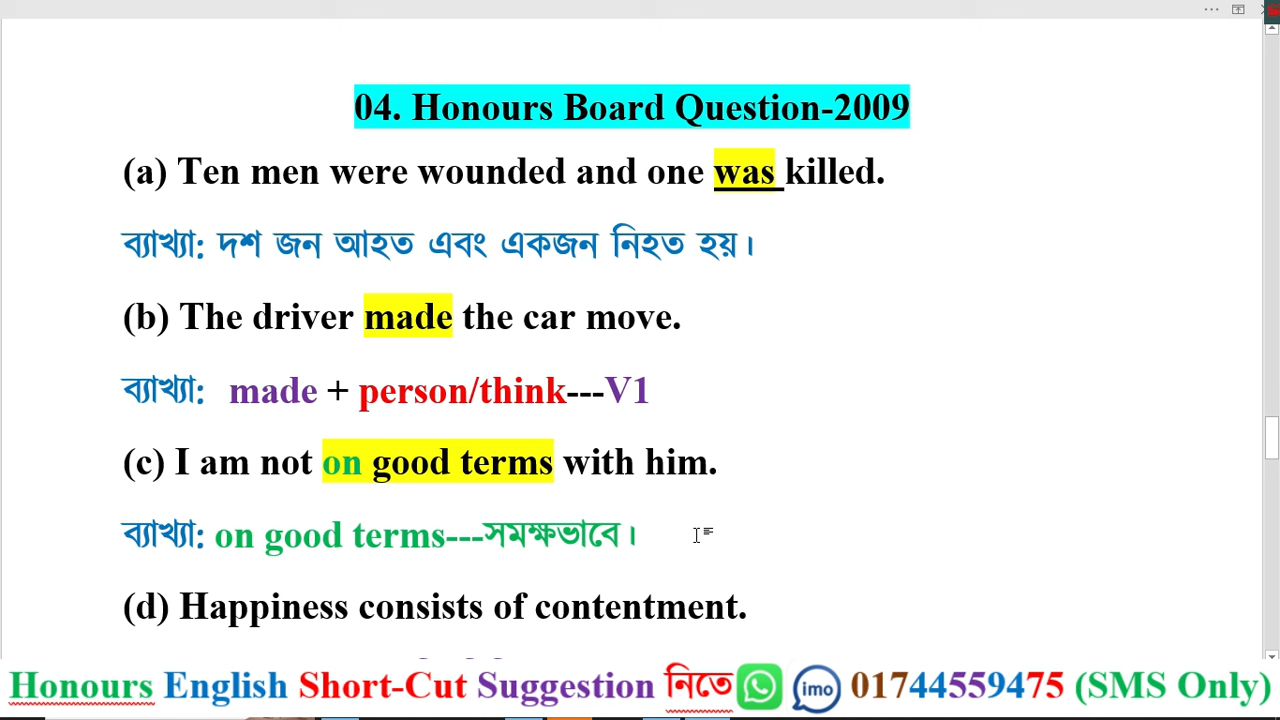 04. Honours Board Question-2009
(a) Ten men were wounded and one was killed.
ব্যাখ্যা: দশ জন আহত এবং একজন নিহত হয়।
(b) The driver made the car move.
ব্যাখ্যা: made + person/think---V1
(c) I am not on good terms with him.
ব্যাখ্যা: on good terms---সমক্ষভাবে।
(d) Happiness consists of contentment.
Honours English Short-Cut Suggestion নিতে imo 01744559475 (SMS Only)